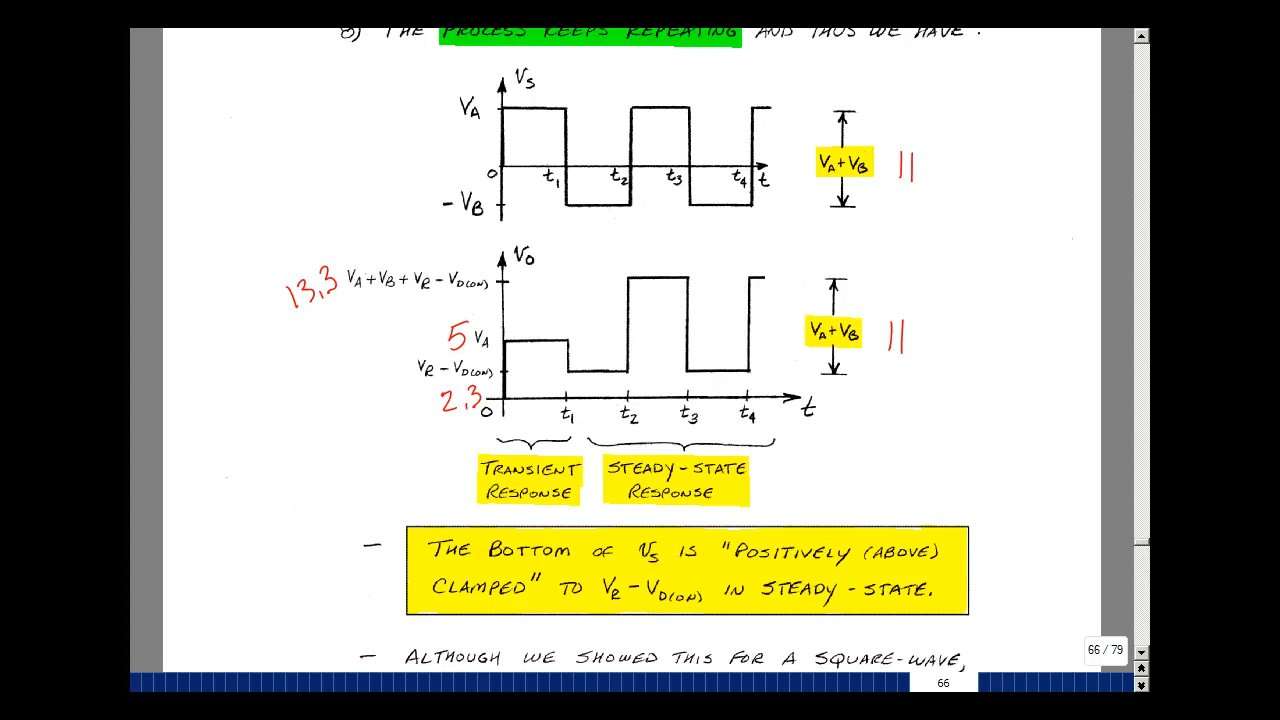 6) THE PROCESS KEEPS REPEATING AND THUS WE HAVE:
VS
VA
VA+VB 11
0 t1 t2 t3 t4 t
- VB
VO
13,3 VA+VB+VR-VD(ON)
5 VA
VA+VB 11
VR-VD(ON)
2,3
0 t1 t2 t3 t4 t
TRANSIENT RESPONSE
STEADY-STATE RESPONSE
- THE BOTTOM OF VS IS "POSITIVELY (ABOVE)
CLAMPED" TO VR-VD(ON) IN STEADY-STATE.
- ALTHOUGH WE SHOWED THIS FOR A SQUARE-WAVE,
66 / 79
66